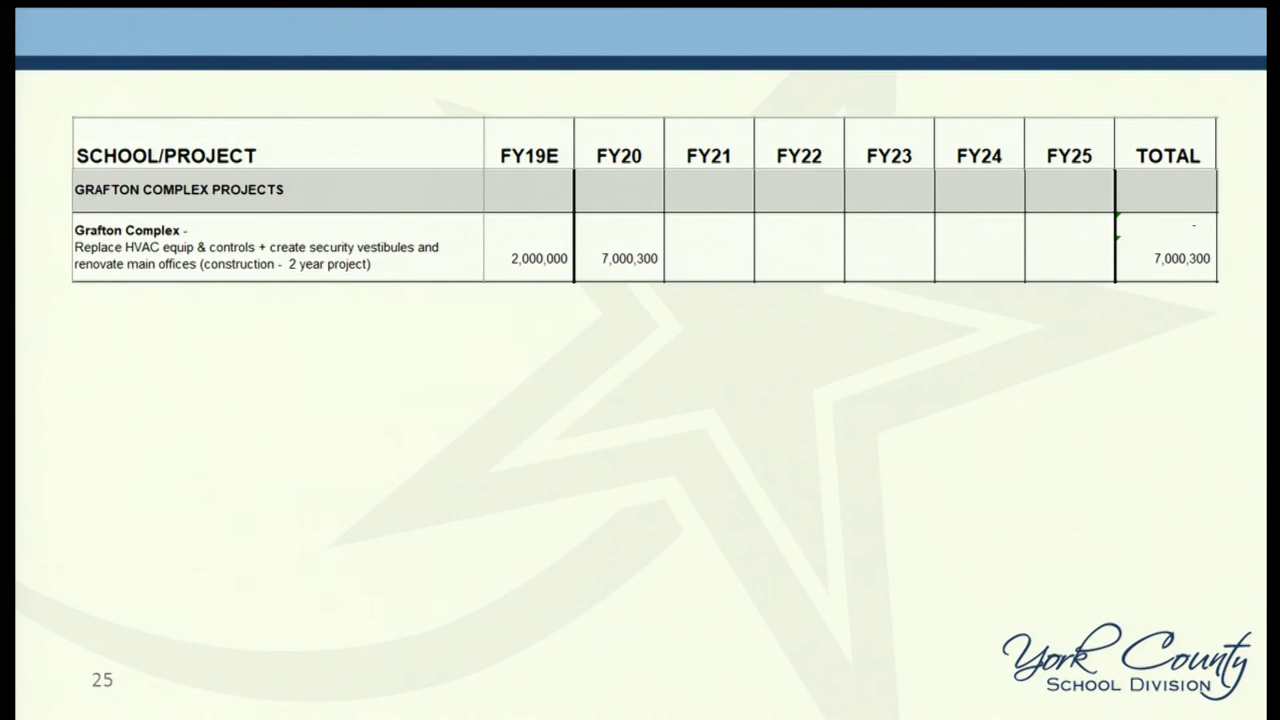 SCHOOL/PROJECT FY19E FY20 FY21 FY22 FY23 FY24 FY25 TOTAL
GRAFTON COMPLEX PROJECTS
Grafton Complex - -
Replace HVAC equip & controls + create security vestibules and
renovate main offices (construction - 2 year project) 2,000,000 7,000,300 7,000,300
York County
SCHOOL DIVISION
25